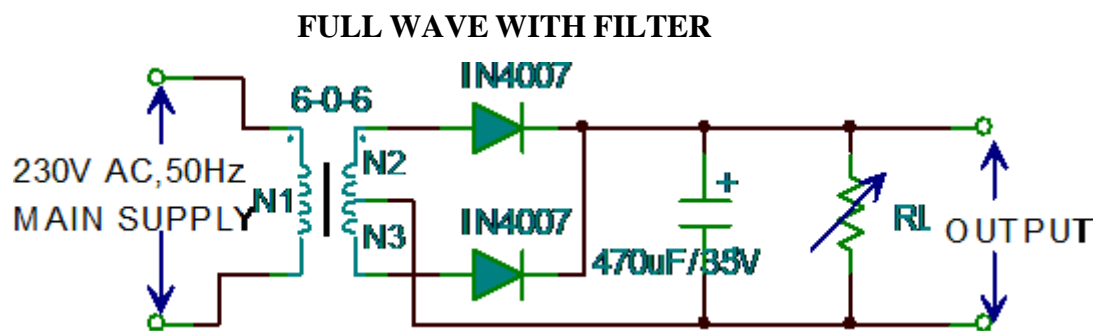 FULL WAVE WITH FILTER
IN4007
6-0-6
230V AC,50Hz
MAIN SUPPLY
N1
N2
N3
IN4007
+
470uF/35V
RL
OUTPUT